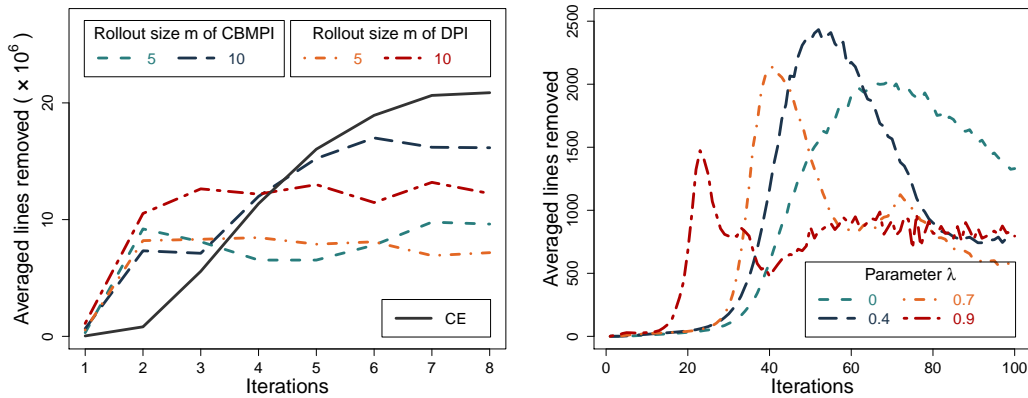 Rollout size m of CBMPI
5 10
Rollout size m of DPI
5 10
Averaged lines removed ( × 10⁶ )
20
10
0
CE
1 2 3 4 5 6 7 8
Iterations
Averaged lines removed
2500
2000
1500
1000
500
0
Parameter λ
0 0.7
0.4 0.9
0 20 40 60 80 100
Iterations